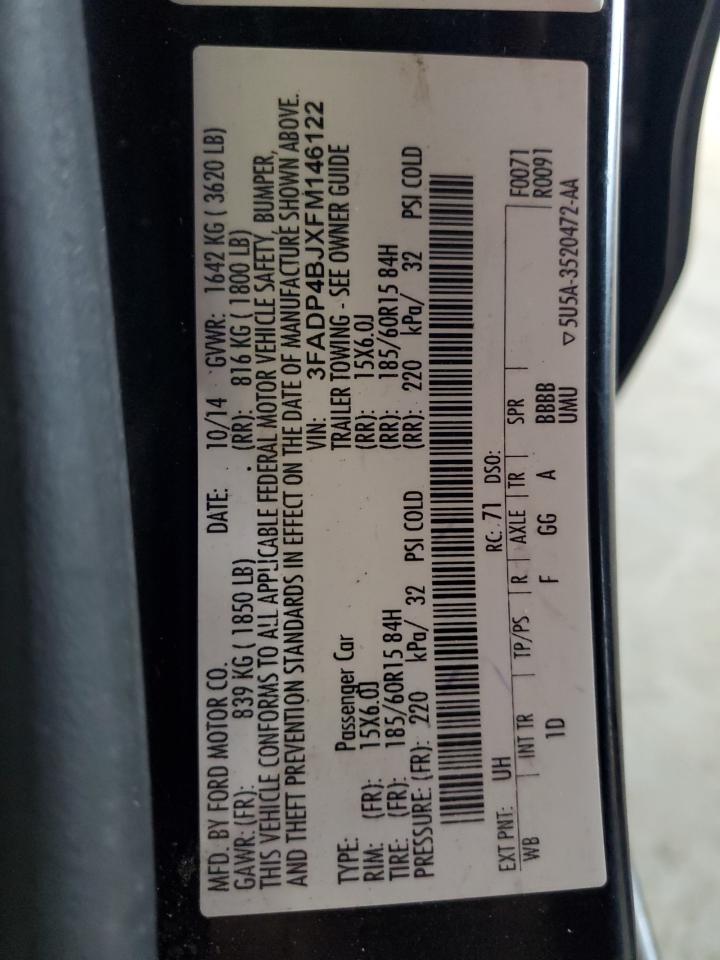 MFD. BY FORD MOTOR CO. DATE: 10/14 GVWR: 1642 KG ( 3620 LB)
GAWR: (FR): 839 KG ( 1850 LB) (RR): 816 KG ( 1800 LB)
THIS VEHICLE CONFORMS TO ALL APPLICABLE FEDERAL MOTOR VEHICLE SAFETY, BUMPER,
AND THEFT PREVENTION STANDARDS IN EFFECT ON THE DATE OF MANUFACTURE SHOWN ABOVE.
VIN: 3FADP4BJXFM146122
TYPE: Passenger Car TRAILER TOWING - SEE OWNER GUIDE
RIM: (FR): 15X6.0J (RR): 15X6.0J
TIRE: (FR): 185/60R15 84H (RR): 185/60R15 84H
PRESSURE: (FR): 220 kPa/ 32 PSI COLD (RR): 220 kPa/ 32 PSI COLD
EXT PNT: UH RC: 71 DSO: F0071
WB INT TR TP/PS R AXLE TR SPR R0091
1D F GG A BBBB
UMU
▽5U5A-3520472-AA